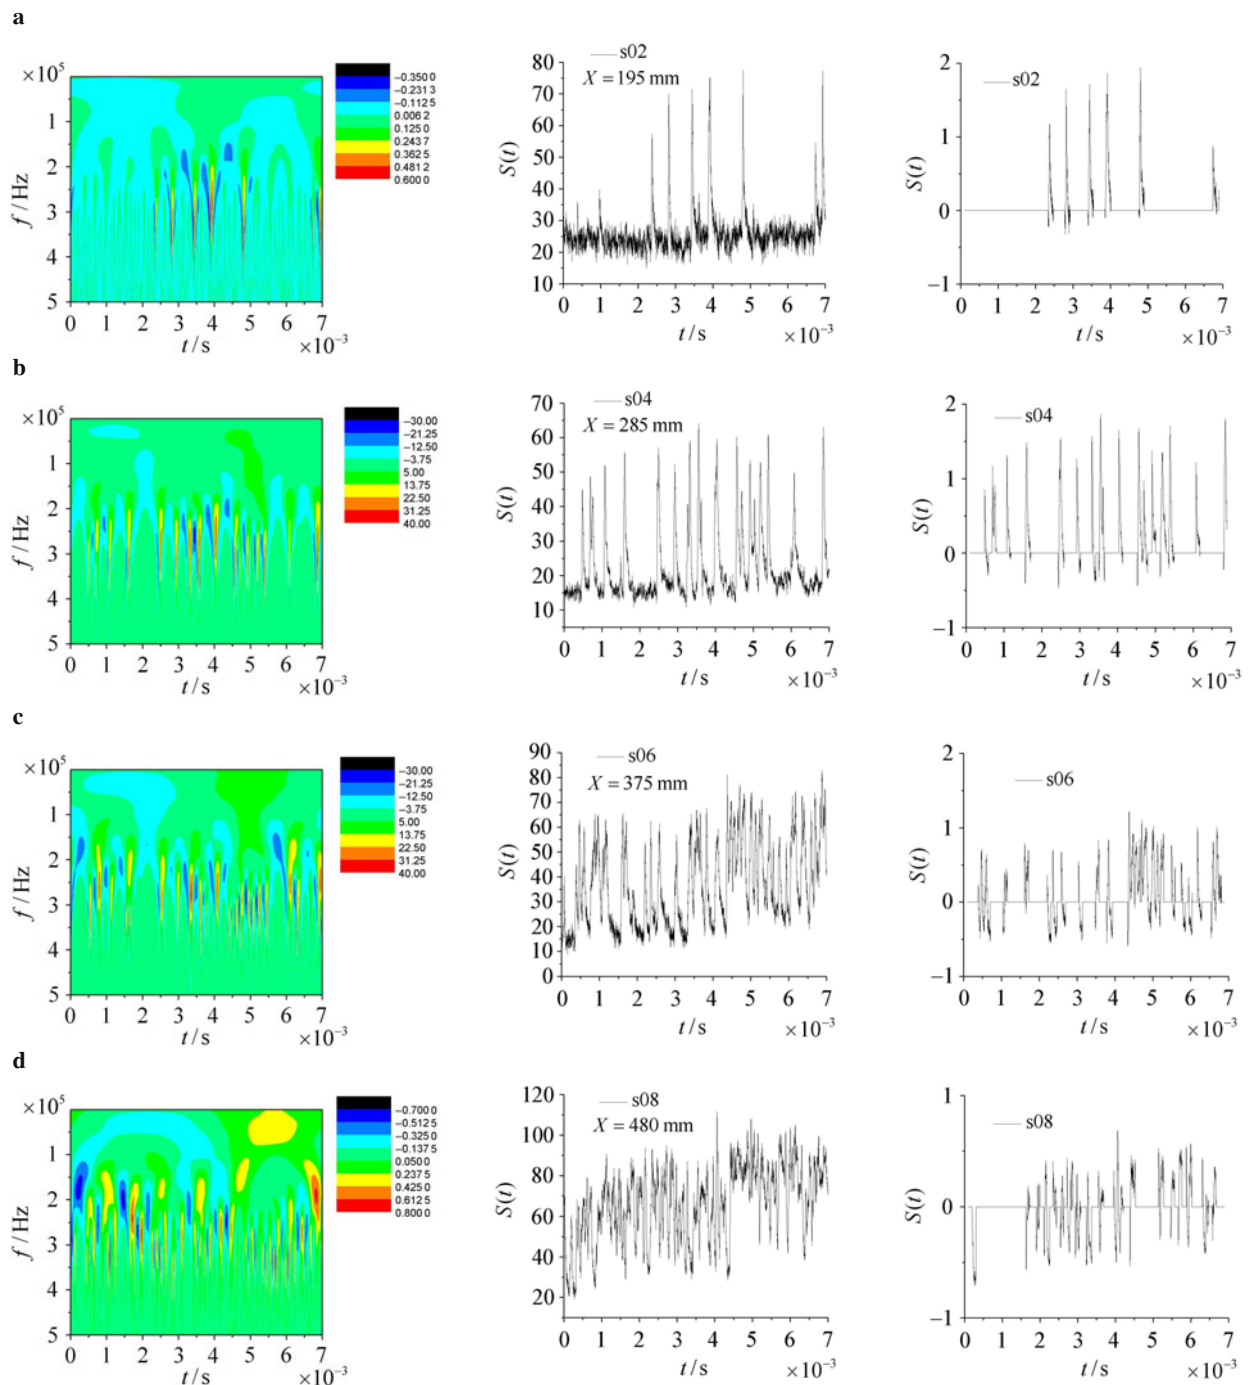 a
×10⁵
1
2
3
4
5
f / Hz
0 1 2 3 4 5 6 7
t / s
×10⁻³
−0.3500
−0.2313
−0.1125
0.0062
0.1250
0.2437
0.3625
0.4812
0.6000
s02
X = 195 mm
80
70
60
50
40
30
20
10
S(t)
0 1 2 3 4 5 6 7
t / s
×10⁻³
s02
2
1
0
−1
S(t)
0 1 2 3 4 5 6 7
t / s
×10⁻³
b
×10⁵
1
2
3
4
5
f / Hz
0 1 2 3 4 5 6 7
t / s
×10⁻³
−30.00
−21.25
−12.50
−3.75
5.00
13.75
22.50
31.25
40.00
s04
X = 285 mm
70
60
50
40
30
20
10
S(t)
0 1 2 3 4 5 6 7
t / s
×10⁻³
s04
2
1
0
−1
S(t)
0 1 2 3 4 5 6 7
t / s
×10⁻³
c
×10⁵
1
2
3
4
5
f / Hz
0 1 2 3 4 5 6 7
t / s
×10⁻³
−30.00
−21.25
−12.50
−3.75
5.00
13.75
22.50
31.25
40.00
s06
X = 375 mm
90
80
70
60
50
40
30
20
10
0
S(t)
0 1 2 3 4 5 6 7
t / s
×10⁻³
s06
2
1
0
−1
S(t)
0 1 2 3 4 5 6 7
t / s
×10⁻³
d
×10⁵
1
2
3
4
5
f / Hz
0 1 2 3 4 5 6 7
t / s
×10⁻³
−0.7000
−0.5125
−0.3250
−0.1375
0.0500
0.2375
0.4250
0.6125
0.8000
s08
X = 480 mm
120
100
80
60
40
20
S(t)
0 1 2 3 4 5 6 7
t / s
×10⁻³
s08
1
0
−1
S(t)
0 1 2 3 4 5 6 7
t / s
×10⁻³